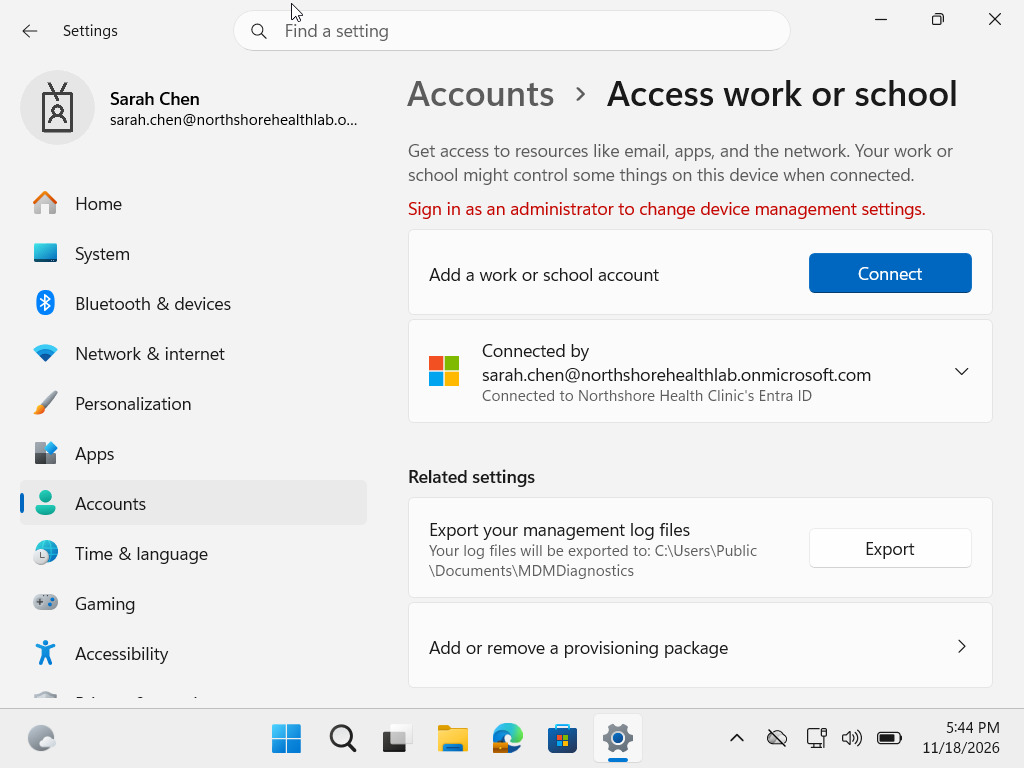 Settings
Find a setting
Sarah Chen
sarah.chen@northshorehealthlab.o...
Home
System
Bluetooth & devices
Network & internet
Personalization
Apps
Accounts
Time & language
Gaming
Accessibility
Accounts > Access work or school
Get access to resources like email, apps, and the network. Your work or
school might control some things on this device when connected.
Sign in as an administrator to change device management settings.
Add a work or school account
Connect
Connected by
sarah.chen@northshorehealthlab.onmicrosoft.com
Connected to Northshore Health Clinic's Entra ID
Related settings
Export your management log files
Your log files will be exported to: C:\Users\Public
\Documents\MDMDiagnostics
Export
Add or remove a provisioning package
5:44 PM
11/18/2026